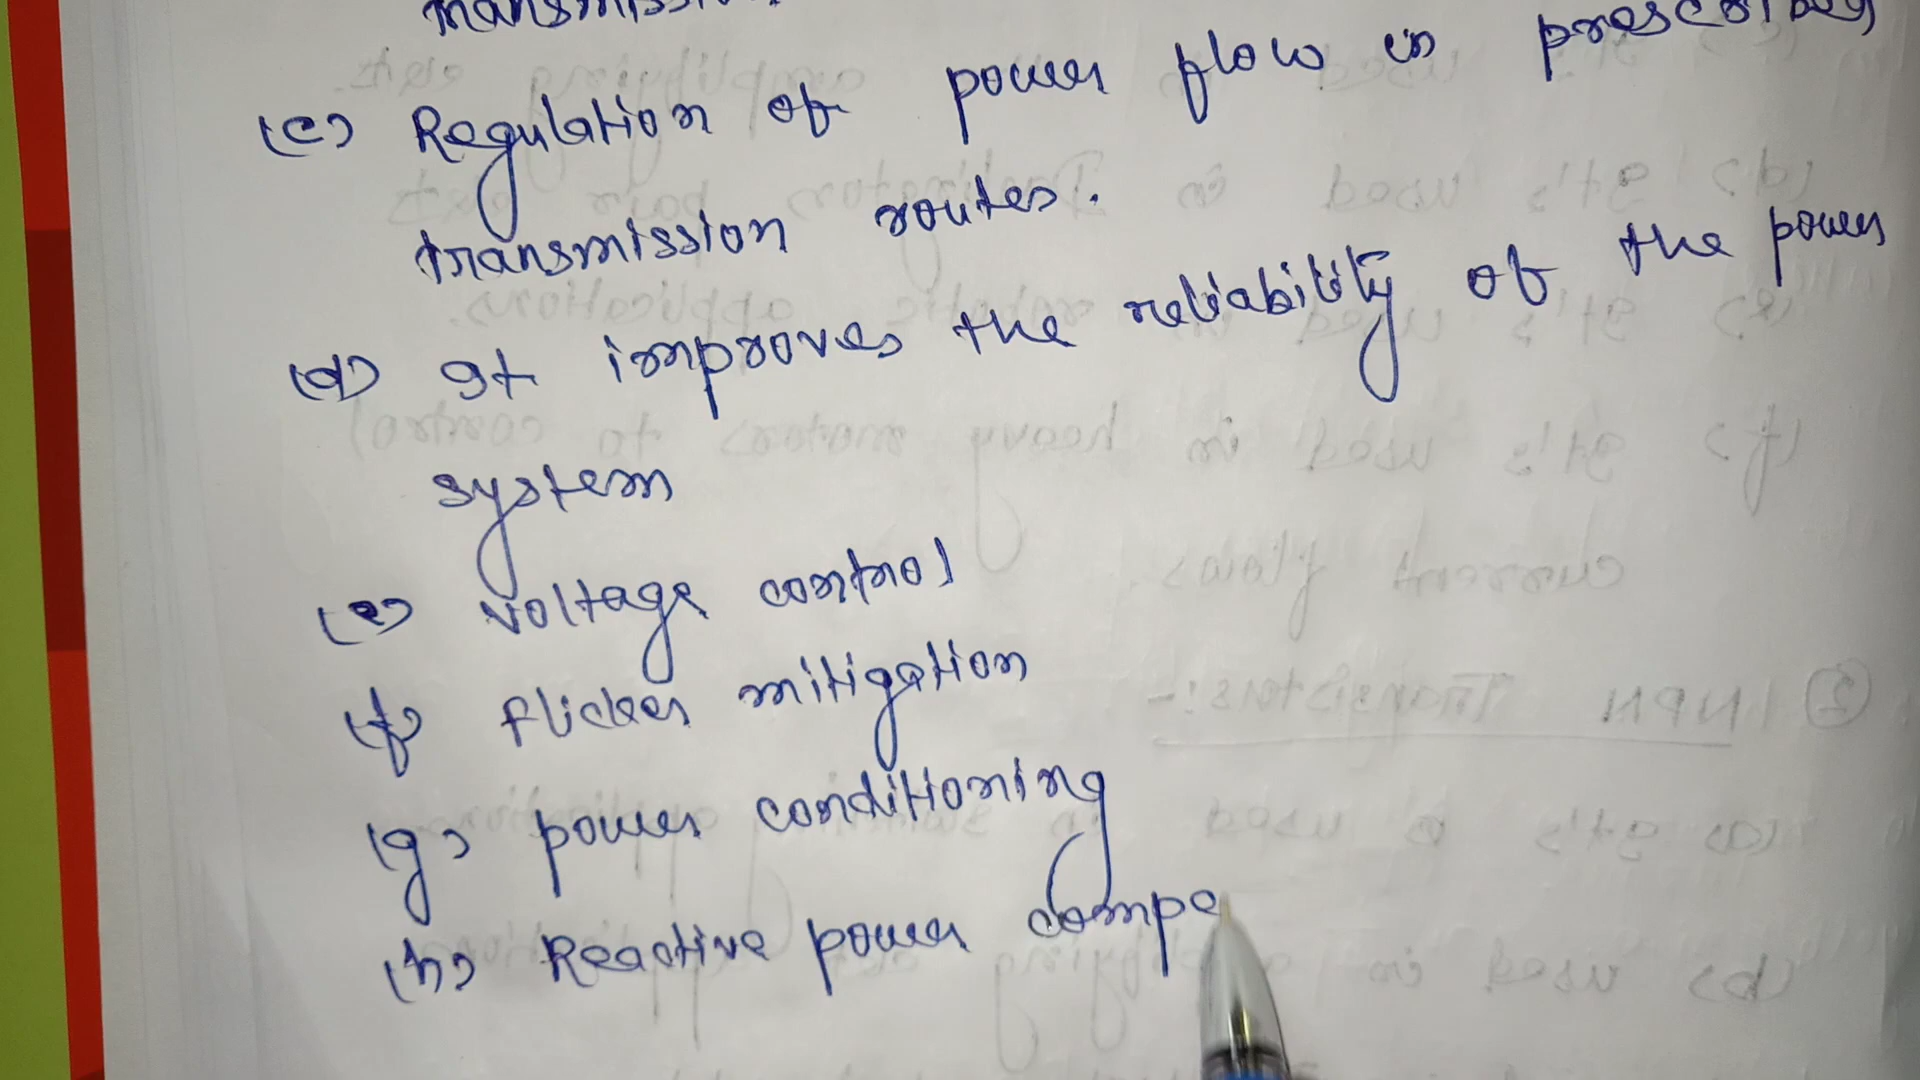 transmission
(c) Regulation of power flow in prescribed
transmission routes.
(d) It improves the reliability of the power
system
(e) Voltage control
(f) flicker mitigation
(g) power conditioning
(h) Reactive power compe